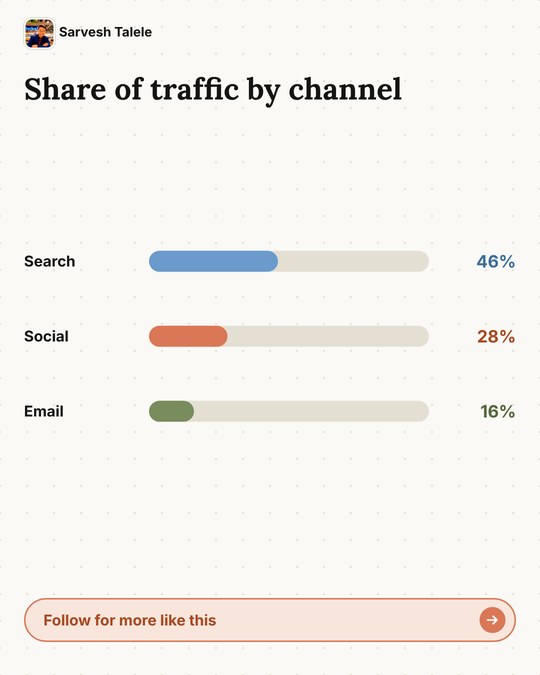 Sarvesh Talele
Share of traffic by channel
Search 46%
Social 28%
Email 16%
Follow for more like this